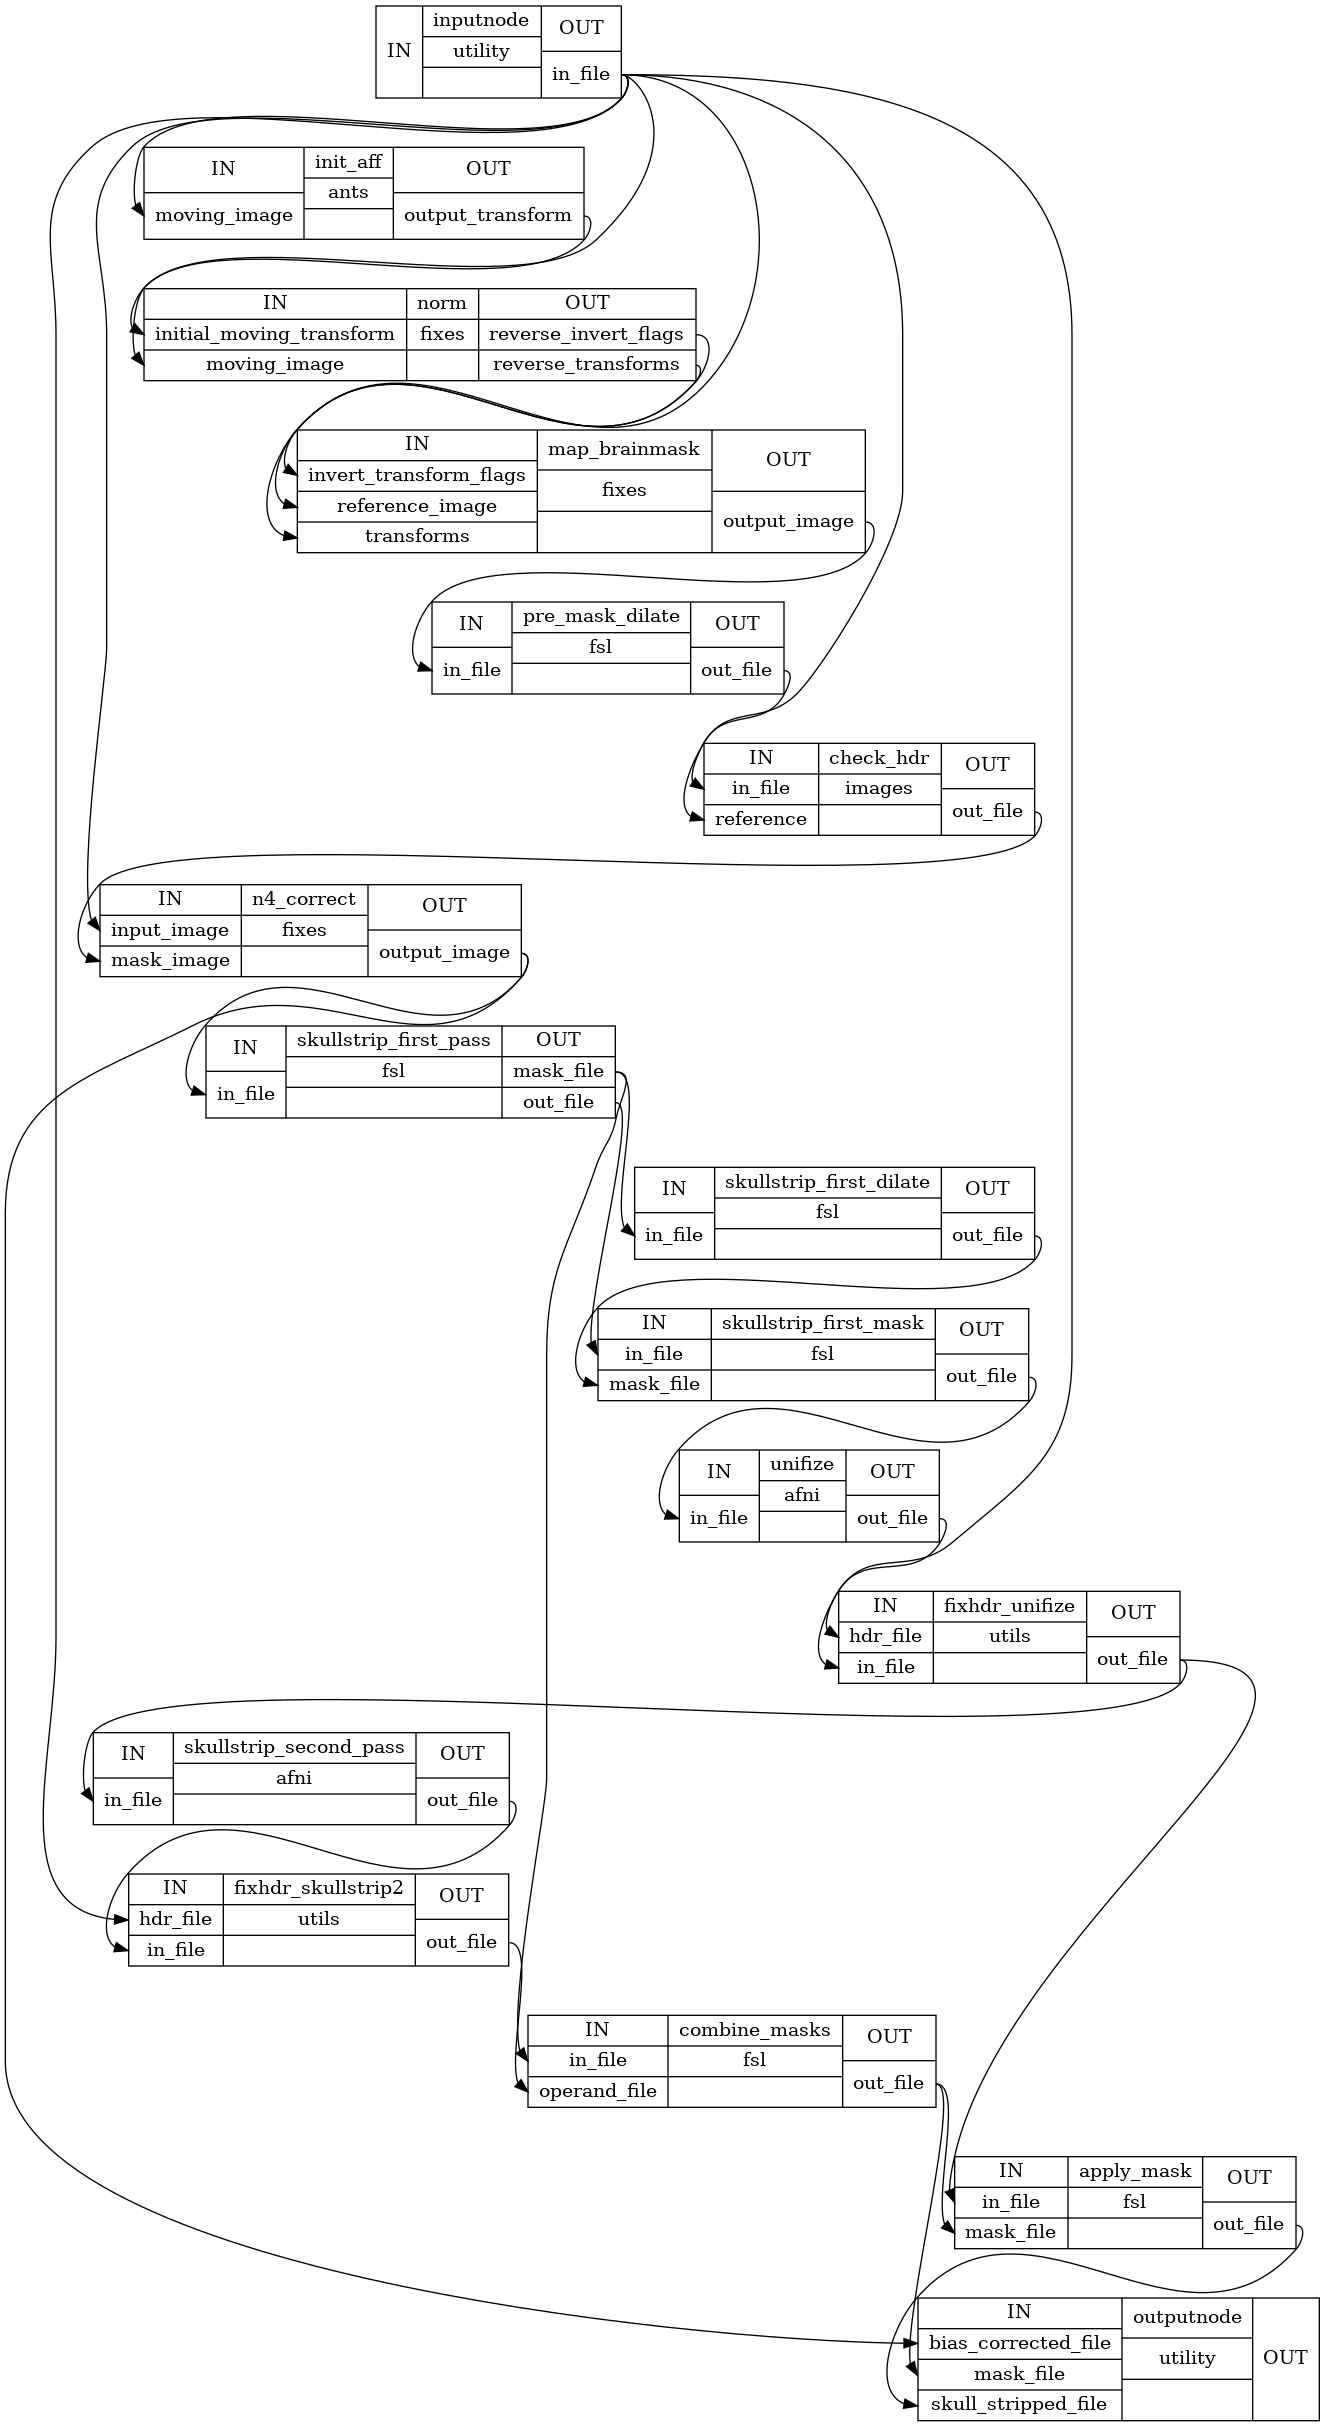 IN
inputnode
utility
OUT
in_file
IN
moving_image
init_aff
ants
OUT
output_transform
IN
initial_moving_transform
moving_image
norm
fixes
OUT
reverse_invert_flags
reverse_transforms
IN
invert_transform_flags
reference_image
transforms
map_brainmask
fixes
OUT
output_image
IN
in_file
pre_mask_dilate
fsl
OUT
out_file
IN
in_file
reference
check_hdr
images
OUT
out_file
IN
input_image
mask_image
n4_correct
fixes
OUT
output_image
IN
in_file
skullstrip_first_pass
fsl
OUT
mask_file
out_file
IN
in_file
skullstrip_first_dilate
fsl
OUT
out_file
IN
in_file
mask_file
skullstrip_first_mask
fsl
OUT
out_file
IN
in_file
unifize
afni
OUT
out_file
IN
hdr_file
in_file
fixhdr_unifize
utils
OUT
out_file
IN
in_file
skullstrip_second_pass
afni
OUT
out_file
IN
hdr_file
in_file
fixhdr_skullstrip2
utils
OUT
out_file
IN
in_file
operand_file
combine_masks
fsl
OUT
out_file
IN
in_file
mask_file
apply_mask
fsl
OUT
out_file
IN
bias_corrected_file
mask_file
skull_stripped_file
outputnode
utility
OUT